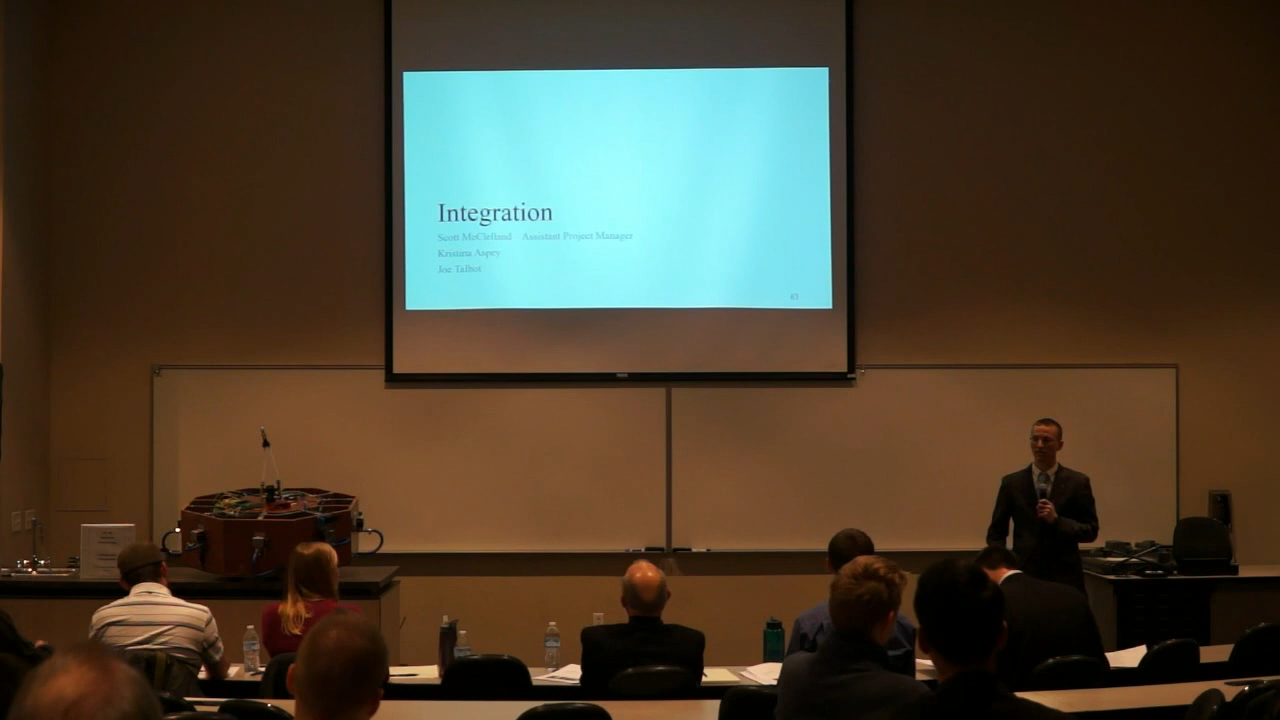 Integration
Scott McClelland Assistant Project Manager
Kristina Aspey
Joe Talbot